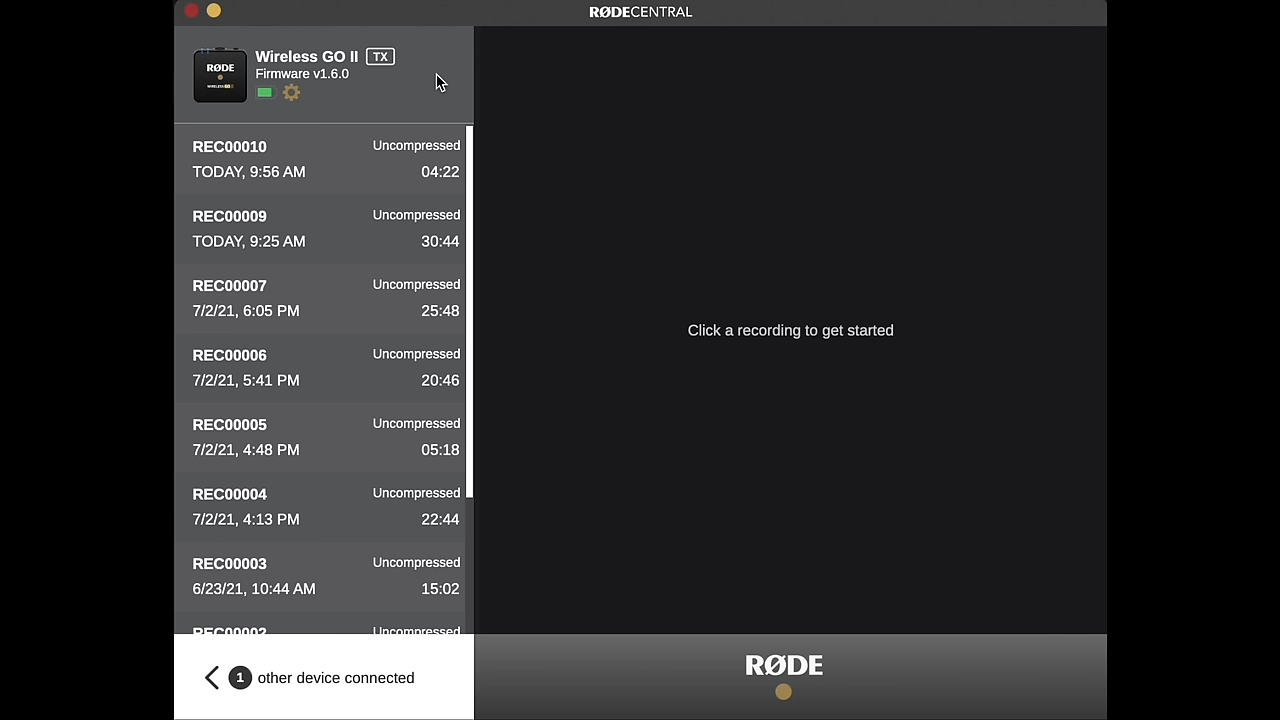 RØDECENTRAL
RØDE
WIRELESS GO II
Wireless GO II TX
Firmware v1.6.0
REC00010 Uncompressed
TODAY, 9:56 AM 04:22
REC00009 Uncompressed
TODAY, 9:25 AM 30:44
REC00007 Uncompressed
7/2/21, 6:05 PM 25:48
REC00006 Uncompressed
7/2/21, 5:41 PM 20:46
REC00005 Uncompressed
7/2/21, 4:48 PM 05:18
REC00004 Uncompressed
7/2/21, 4:13 PM 22:44
REC00003 Uncompressed
6/23/21, 10:44 AM 15:02
REC00002 Uncompressed
Click a recording to get started
1 other device connected
RØDE